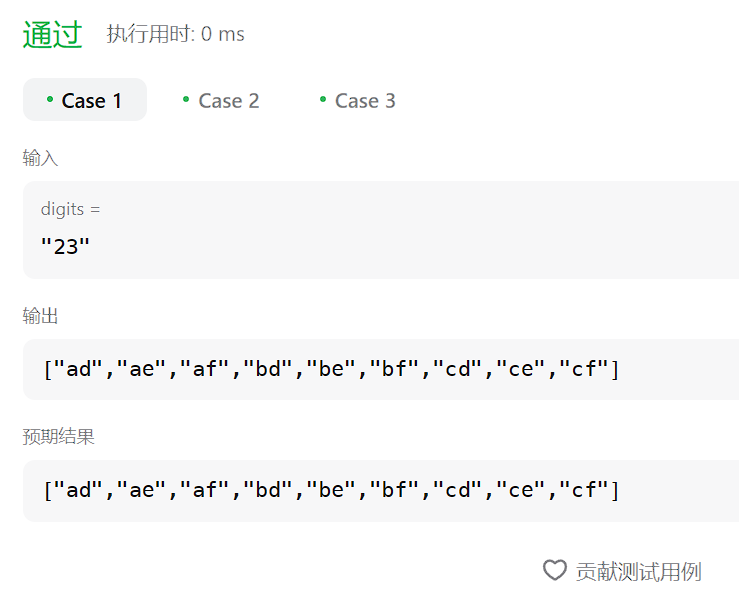 通过 执行用时: 0 ms
Case 1 Case 2 Case 3
输入
digits =
"23"
输出
["ad","ae","af","bd","be","bf","cd","ce","cf"]
预期结果
["ad","ae","af","bd","be","bf","cd","ce","cf"]
贡献测试用例